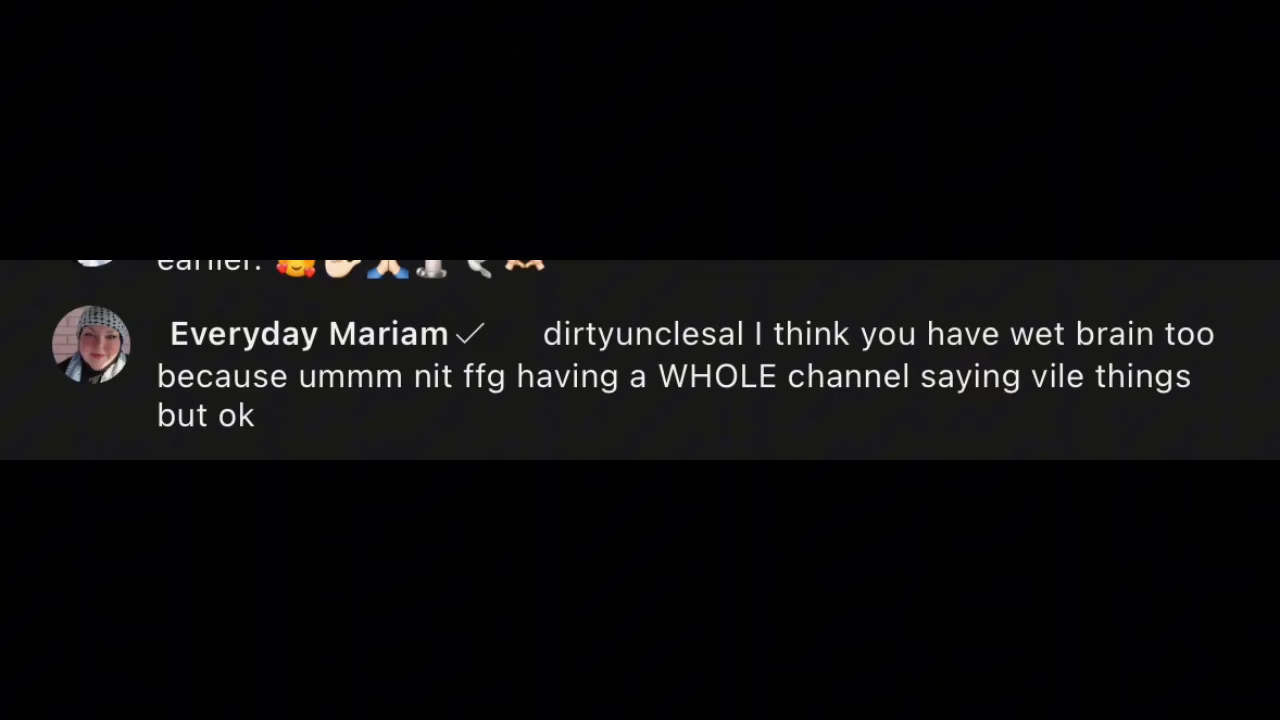 earlier. 🥰🤙🏻🙏🏻
Everyday Mariam✓ dirtyunclesal I think you have wet brain too
because ummm nit ffg having a WHOLE channel saying vile things
but ok